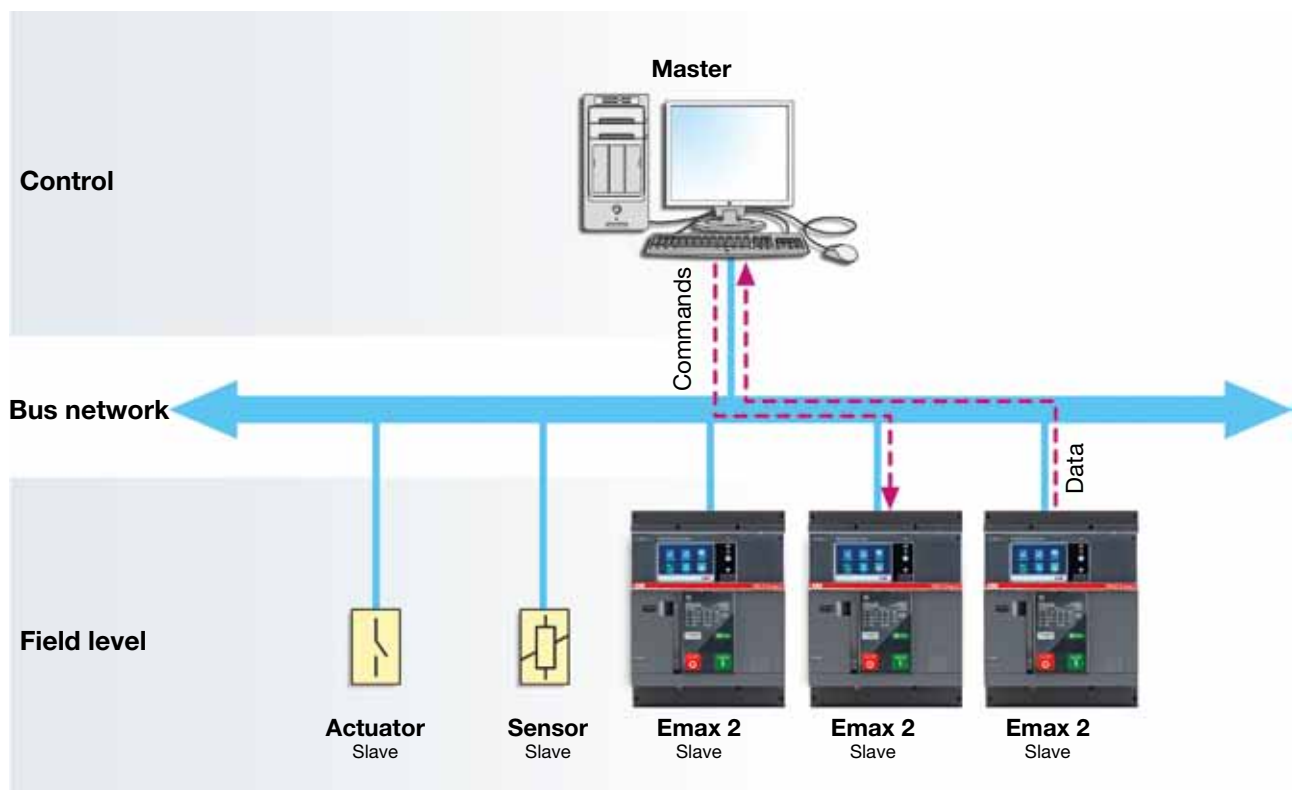 Master
Control
Commands
Bus network
Data
Field level
Actuator
Slave
Sensor
Slave
Emax 2
Slave
Emax 2
Slave
Emax 2
Slave